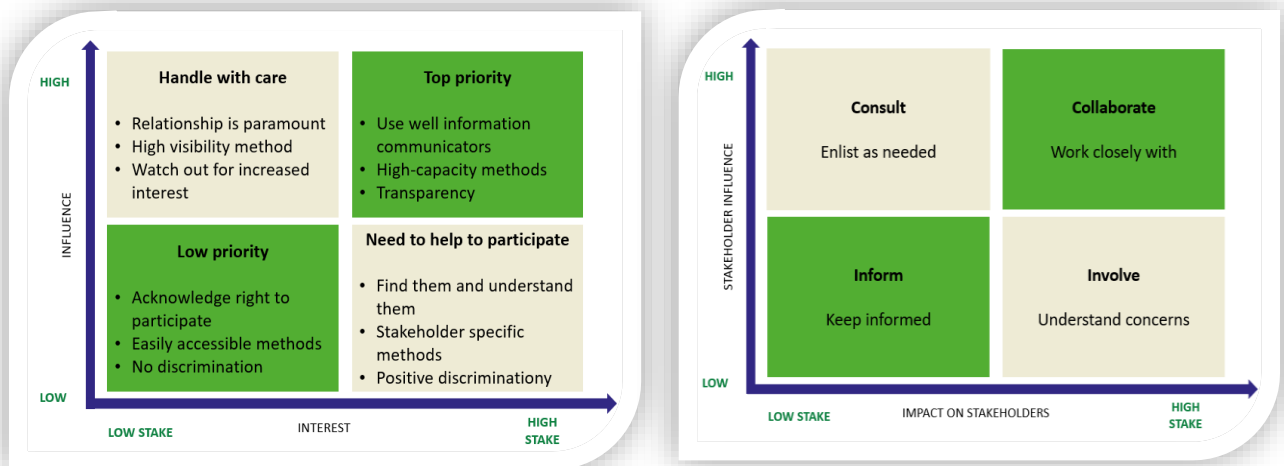 HIGH
INFLUENCE
LOW
Handle with care
• Relationship is paramount
• High visibility method
• Watch out for increased
interest
Top priority
• Use well information
communicators
• High-capacity methods
• Transparency
Low priority
• Acknowledge right to
participate
• Easily accessible methods
• No discrimination
Need to help to participate
• Find them and understand
them
• Stakeholder specific
methods
• Positive discriminationy
LOW STAKE
INTEREST
HIGH
STAKE
HIGH
STAKEHOLDER INFLUENCE
LOW
Consult
Enlist as needed
Collaborate
Work closely with
Inform
Keep informed
Involve
Understand concerns
LOW STAKE
IMPACT ON STAKEHOLDERS
HIGH
STAKE